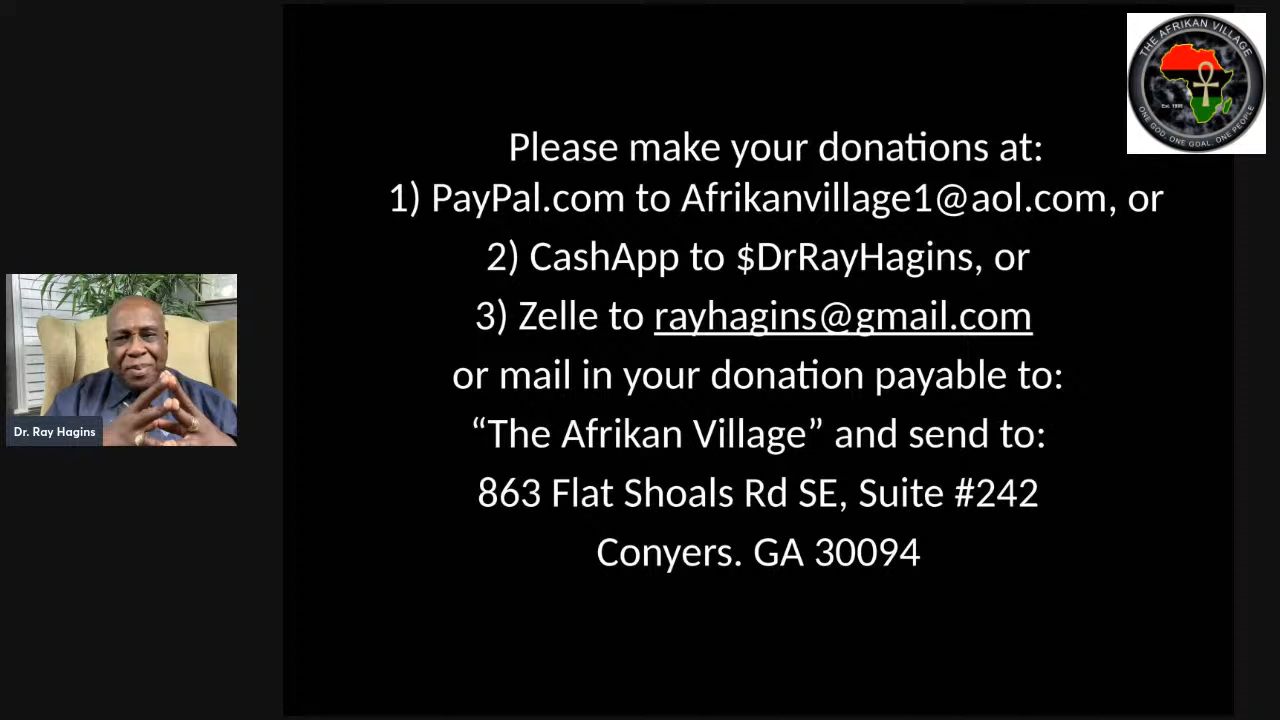 THE AFRIKAN VILLAGE
Est. 1995
ONE GOD, ONE GOAL, ONE PEOPLE
Please make your donations at:
1) PayPal.com to Afrikanvillage1@aol.com, or
2) CashApp to $DrRayHagins, or
3) Zelle to rayhagins@gmail.com
or mail in your donation payable to:
“The Afrikan Village” and send to:
863 Flat Shoals Rd SE, Suite #242
Conyers. GA 30094
Dr. Ray Hagins